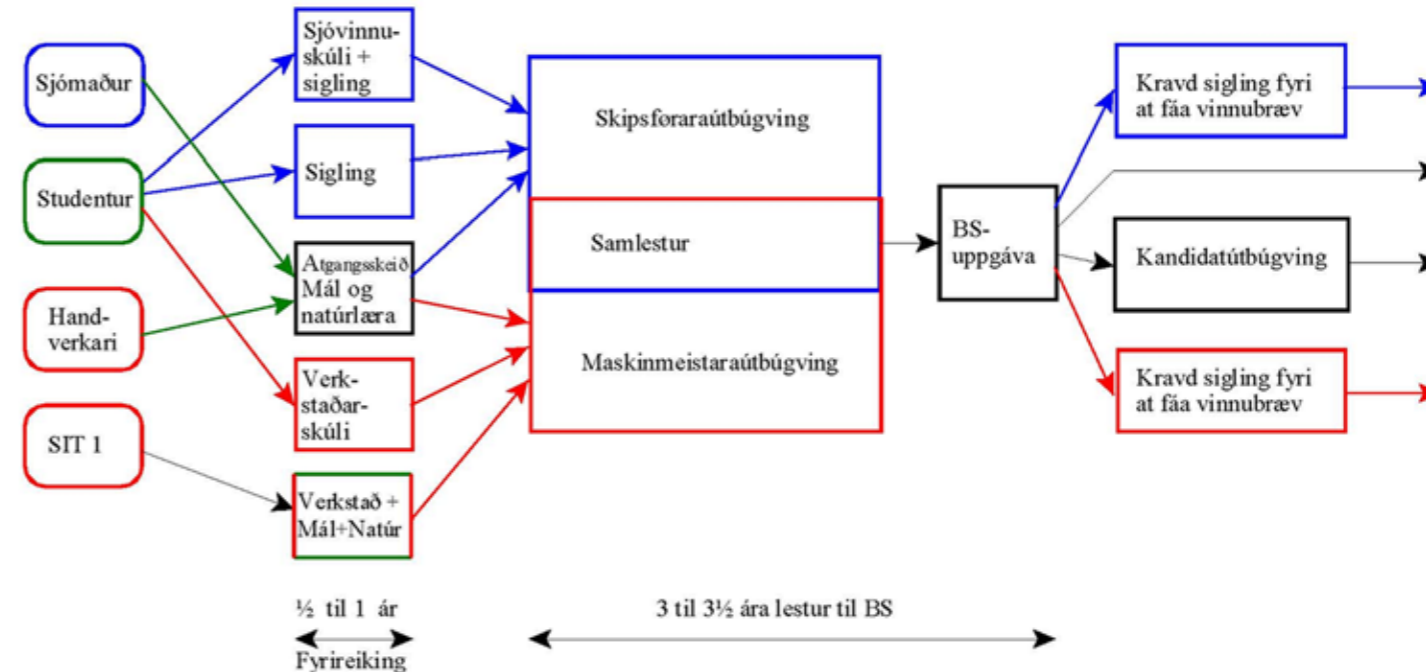 Sjómaður
Studentur
Hand-
verkari
SIT 1
Sjóvinnu-
skúli +
sigling
Sigling
Atgangsskeið
Mál og
natúrlæra
Verk-
staðar-
skúli
Verkstað +
Mál+Natúr
Skipsføraraútbúgving
Samlestur
Maskinmeistaraútbúgving
BS-
uppgáva
Kravd sigling fyri
at fáa vinnubræv
Kandidatútbúgving
Kravd sigling fyri
at fáa vinnubræv
½ til 1 ár
Fyrireiking
3 til 3½ ára lestur til BS